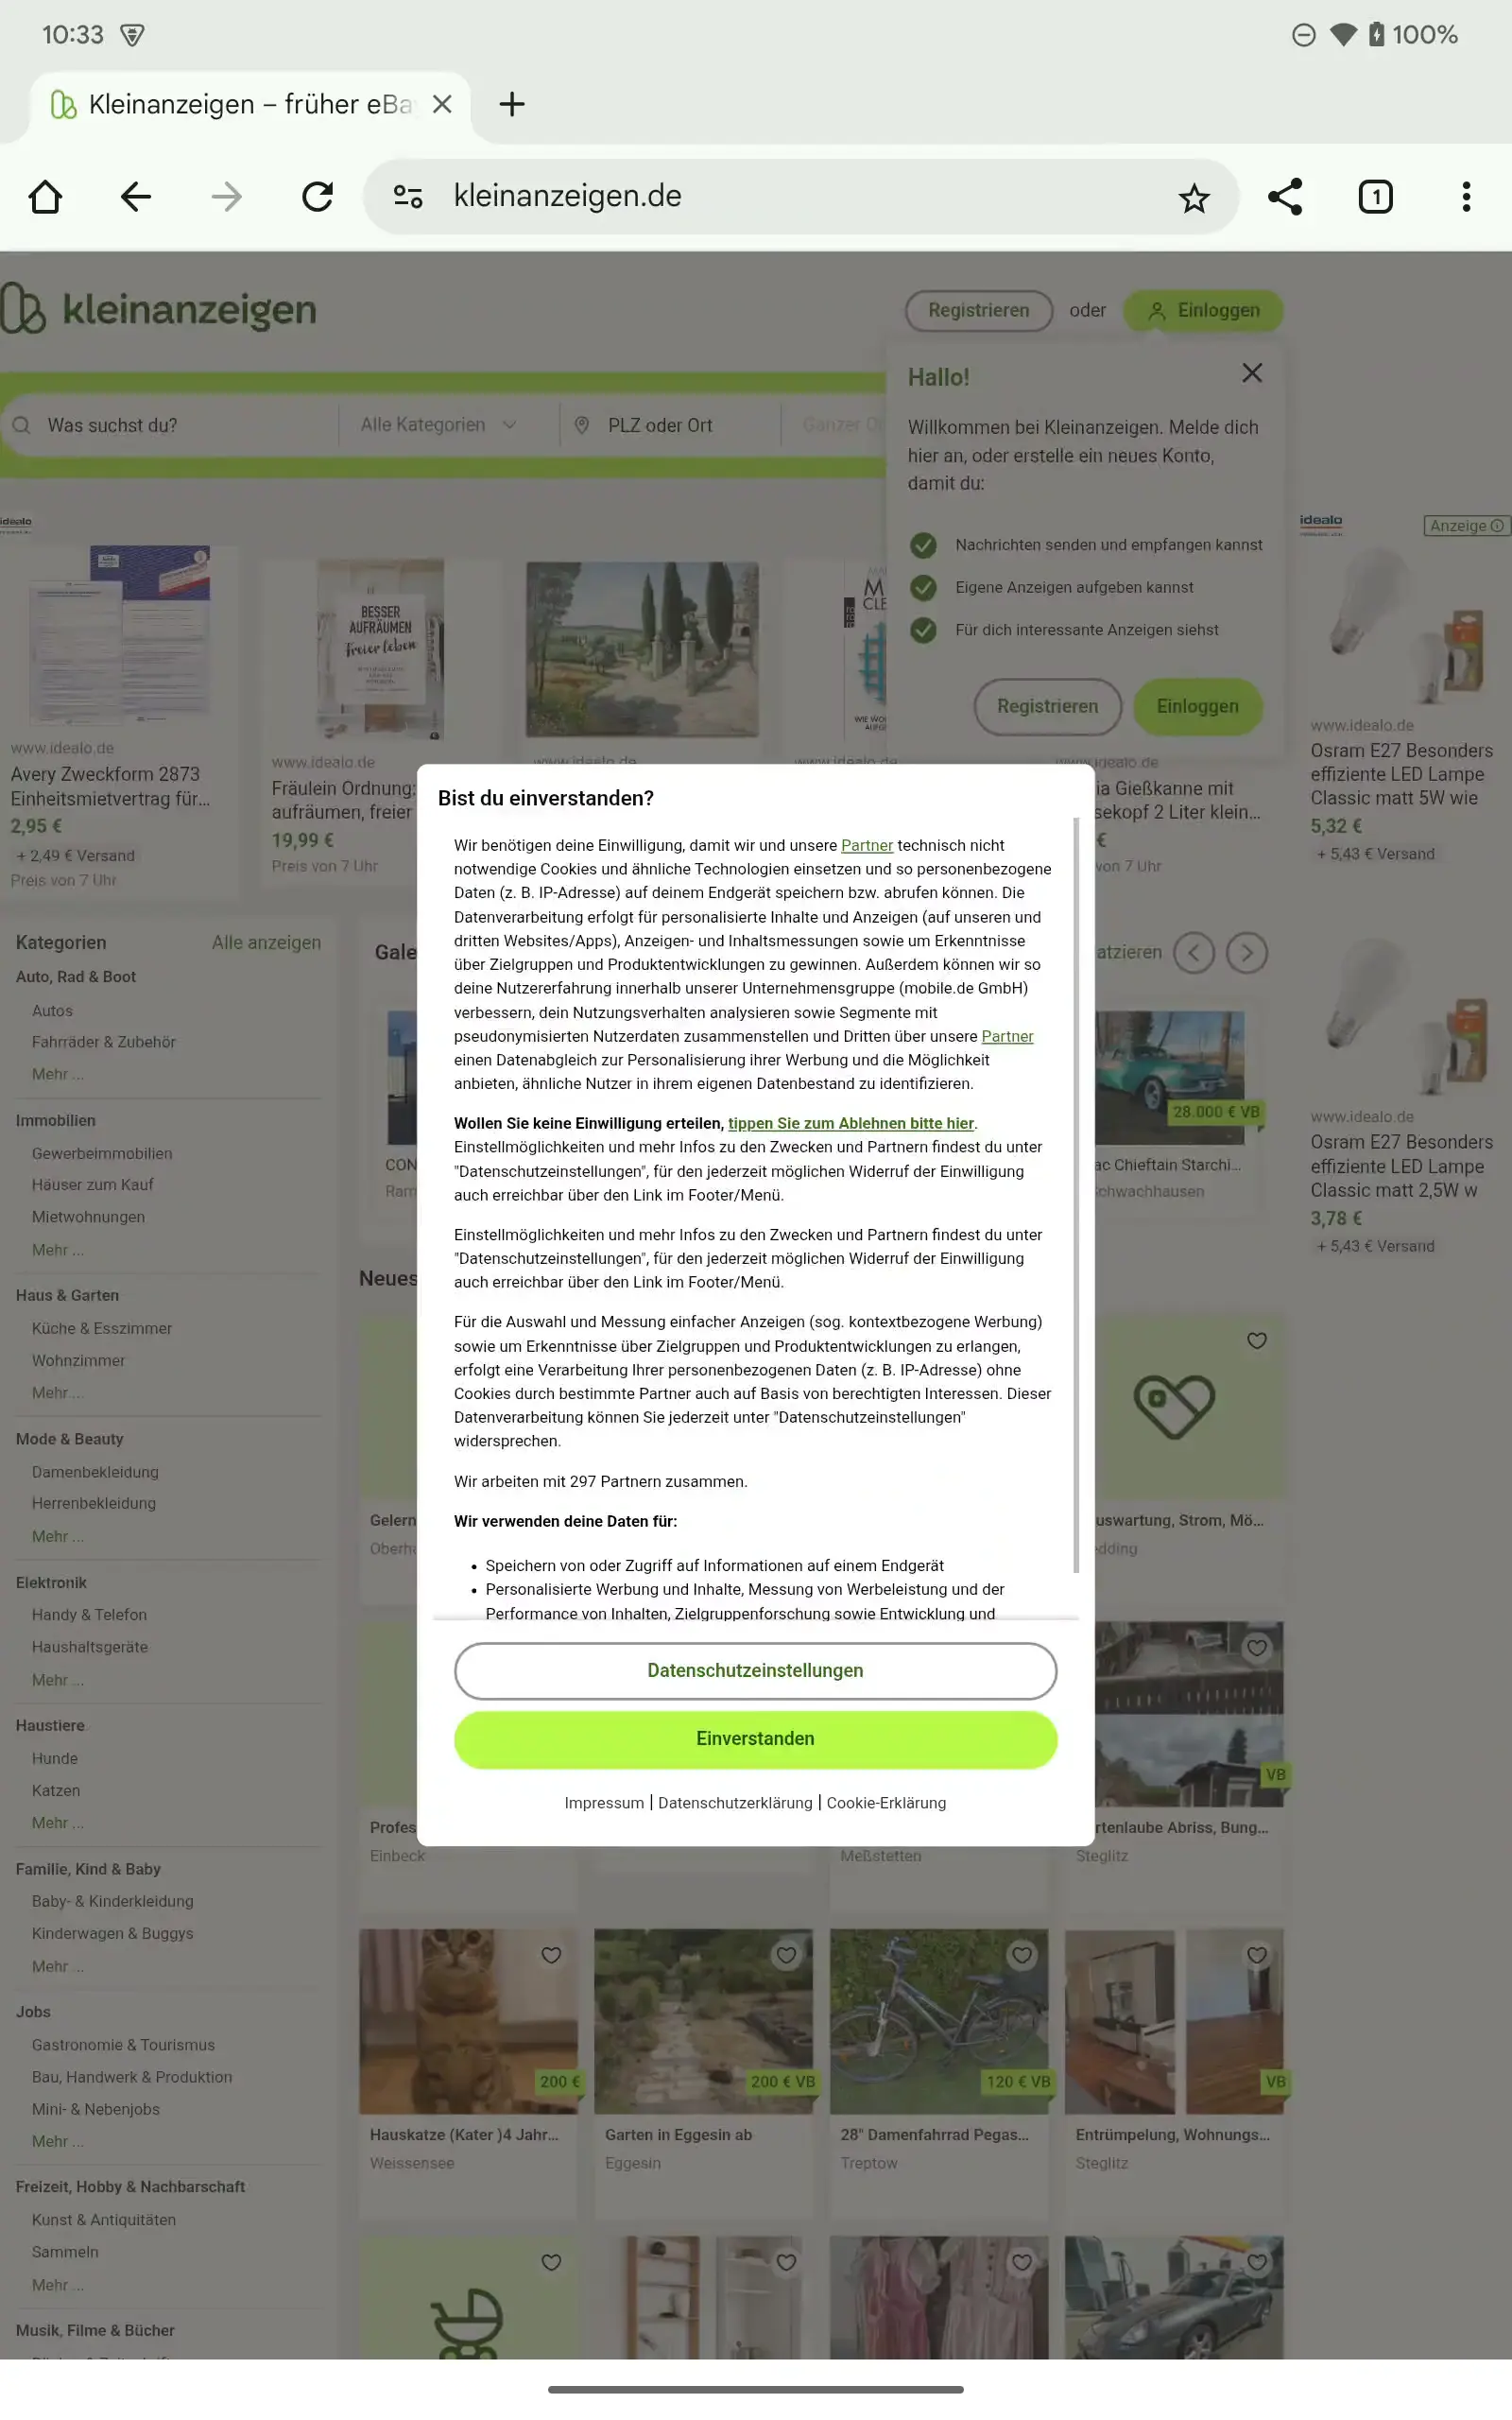 10:33
100%
Kleinanzeigen – früher eBay
kleinanzeigen.de
1
kleinanzeigen
Registrieren oder Einloggen
Was suchst du?
Alle Kategorien
PLZ oder Ort
Hallo!
Willkommen bei Kleinanzeigen. Melde dich
hier an, oder erstelle ein neues Konto,
damit du:
Nachrichten senden und empfangen kannst
Eigene Anzeigen aufgeben kannst
Für dich interessante Anzeigen siehst
Registrieren
Einloggen
idealo
idealo
Anzeige
BESSER
AUFRÄUMEN
freier leben
www.idealo.de
Avery Zweckform 2873
Einheitsmietvertrag für...
2,95 €
+ 2,49 € Versand
Preis von 7 Uhr
www.idealo.de
Fräulein Ordnung:
aufräumen, freier
19,99 €
Preis von 7 Uhr
www.idealo.de
www.idealo.de
www.idealo.de
ia Gießkanne mit
sekopf 2 Liter klein...
€
von 7 Uhr
www.idealo.de
Osram E27 Besonders
effiziente LED Lampe
Classic matt 5W wie
5,32 €
+ 5,43 € Versand
www.idealo.de
Osram E27 Besonders
effiziente LED Lampe
Classic matt 2,5W w
3,78 €
+ 5,43 € Versand
Bist du einverstanden?
Wir benötigen deine Einwilligung, damit wir und unsere Partner technisch nicht
notwendige Cookies und ähnliche Technologien einsetzen und so personenbezogene
Daten (z. B. IP-Adresse) auf deinem Endgerät speichern bzw. abrufen können. Die
Datenverarbeitung erfolgt für personalisierte Inhalte und Anzeigen (auf unseren und
dritten Websites/Apps), Anzeigen- und Inhaltsmessungen sowie um Erkenntnisse
über Zielgruppen und Produktentwicklungen zu gewinnen. Außerdem können wir so
deine Nutzererfahrung innerhalb unserer Unternehmensgruppe (mobile.de GmbH)
verbessern, dein Nutzungsverhalten analysieren sowie Segmente mit
pseudonymisierten Nutzerdaten zusammenstellen und Dritten über unsere Partner
einen Datenabgleich zur Personalisierung ihrer Werbung und die Möglichkeit
anbieten, ähnliche Nutzer in ihrem eigenen Datenbestand zu identifizieren.
Wollen Sie keine Einwilligung erteilen, tippen Sie zum Ablehnen bitte hier.
Einstellmöglichkeiten und mehr Infos zu den Zwecken und Partnern findest du unter
"Datenschutzeinstellungen", für den jederzeit möglichen Widerruf der Einwilligung
auch erreichbar über den Link im Footer/Menü.
Einstellmöglichkeiten und mehr Infos zu den Zwecken und Partnern findest du unter
"Datenschutzeinstellungen", für den jederzeit möglichen Widerruf der Einwilligung
auch erreichbar über den Link im Footer/Menü.
Für die Auswahl und Messung einfacher Anzeigen (sog. kontextbezogene Werbung)
sowie um Erkenntnisse über Zielgruppen und Produktentwicklungen zu erlangen,
erfolgt eine Verarbeitung Ihrer personenbezogenen Daten (z. B. IP-Adresse) ohne
Cookies durch bestimmte Partner auch auf Basis von berechtigten Interessen. Dieser
Datenverarbeitung können Sie jederzeit unter "Datenschutzeinstellungen"
widersprechen.
Wir arbeiten mit 297 Partnern zusammen.
Wir verwenden deine Daten für:
• Speichern von oder Zugriff auf Informationen auf einem Endgerät
• Personalisierte Werbung und Inhalte, Messung von Werbeleistung und der
Performance von Inhalten, Zielgruppenforschung sowie Entwicklung und
Datenschutzeinstellungen
Einverstanden
Impressum | Datenschutzerklärung | Cookie-Erklärung
Kategorien Alle anzeigen
Auto, Rad & Boot
Autos
Fahrräder & Zubehör
Mehr ...
Immobilien
Gewerbeimmobilien
Häuser zum Kauf
Mietwohnungen
Mehr ...
Haus & Garten
Küche & Esszimmer
Wohnzimmer
Mehr ...
Mode & Beauty
Damenbekleidung
Herrenbekleidung
Mehr ...
Elektronik
Handy & Telefon
Haushaltsgeräte
Mehr ...
Haustiere
Hunde
Katzen
Mehr ...
Familie, Kind & Baby
Baby- & Kinderkleidung
Kinderwagen & Buggys
Mehr ...
Jobs
Gastronomie & Tourismus
Bau, Handwerk & Produktion
Mini- & Nebenjobs
Mehr ...
Freizeit, Hobby & Nachbarschaft
Kunst & Antiquitäten
Sammeln
Mehr ...
Musik, Filme & Bücher
Gale
atzieren
CON
Ram
28.000 € VB
ac Chieftain Starchi...
Schwachhausen
Neues
Gelern
Oberh
uswartung, Strom, Mö...
edding
Profes
Einbeck
Meßstetten
VB
rtenlaube Abriss, Bung...
Steglitz
200 €
Hauskatze (Kater )4 Jahr...
Weissensee
200 € VB
Garten in Eggesin ab
Eggesin
120 € VB
28" Damenfahrrad Pegas...
Treptow
VB
Entrümpelung, Wohnungs...
Steglitz